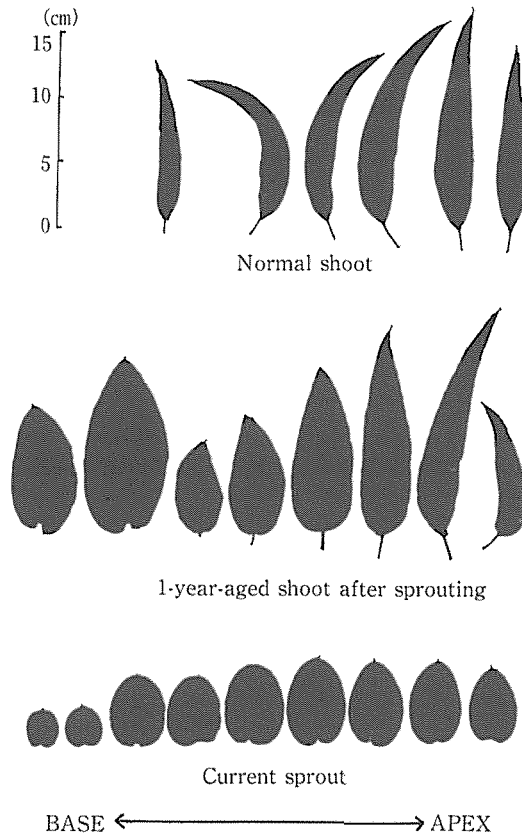 (cm)
15
10
5
0
Normal shoot
1-year-aged shoot after sprouting
Current sprout
BASE ⟷ APEX